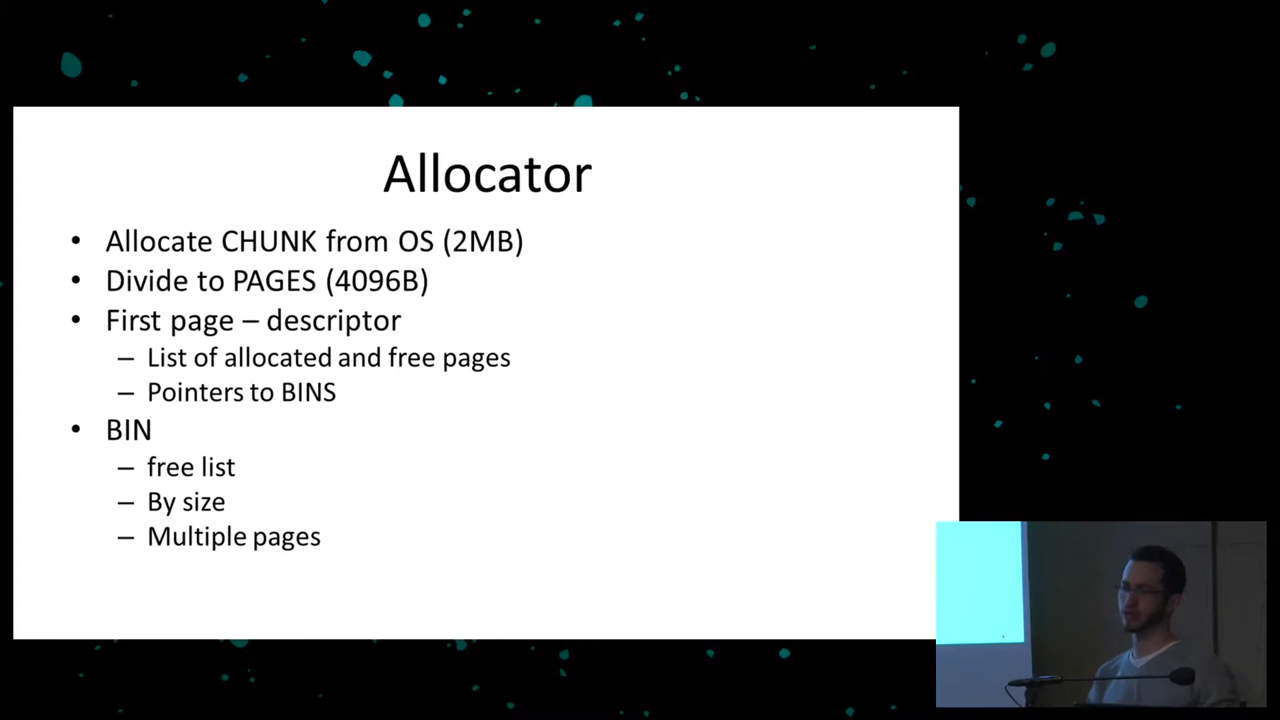 Allocator
• Allocate CHUNK from OS (2MB)
• Divide to PAGES (4096B)
• First page – descriptor
– List of allocated and free pages
– Pointers to BINS
• BIN
– free list
– By size
– Multiple pages